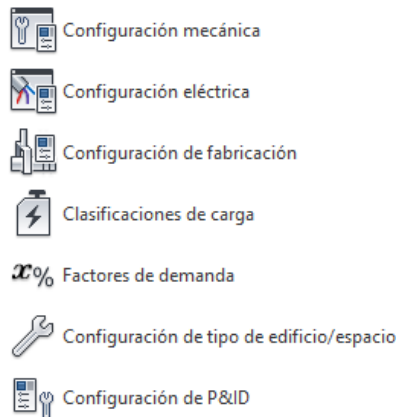 Configuración mecánica
Configuración eléctrica
Configuración de fabricación
Clasificaciones de carga
x% Factores de demanda
Configuración de tipo de edificio/espacio
Configuración de P&ID